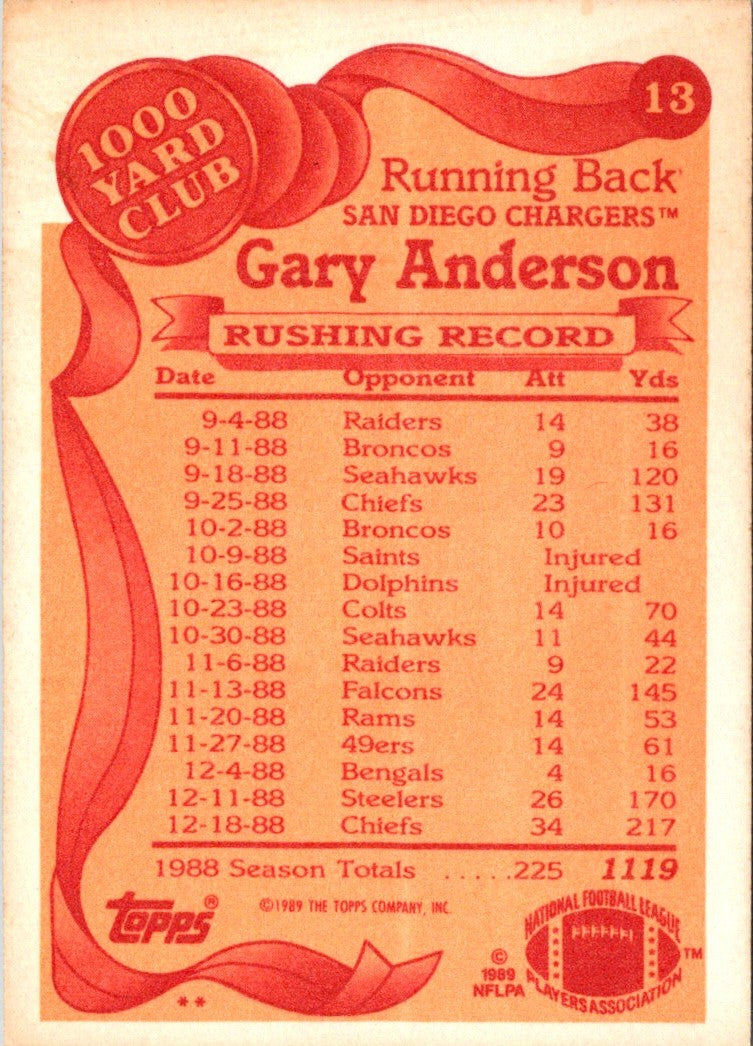 1000
YARD
CLUB
13
Running Back
SAN DIEGO CHARGERS™
Gary Anderson
RUSHING RECORD
Date Opponent Att Yds
9-4-88 Raiders 14 38
9-11-88 Broncos 9 16
9-18-88 Seahawks 19 120
9-25-88 Chiefs 23 131
10-2-88 Broncos 10 16
10-9-88 Saints Injured
10-16-88 Dolphins Injured
10-23-88 Colts 14 70
10-30-88 Seahawks 11 44
11-6-88 Raiders 9 22
11-13-88 Falcons 24 145
11-20-88 Rams 14 53
11-27-88 49ers 14 61
12-4-88 Bengals 4 16
12-11-88 Steelers 26 170
12-18-88 Chiefs 34 217
1988 Season Totals .....225 1119
TOPPS®
©1989 THE TOPPS COMPANY, INC.
**
©
1989
NFLPA
NATIONAL FOOTBALL LEAGUE
PLAYERS ASSOCIATION
™